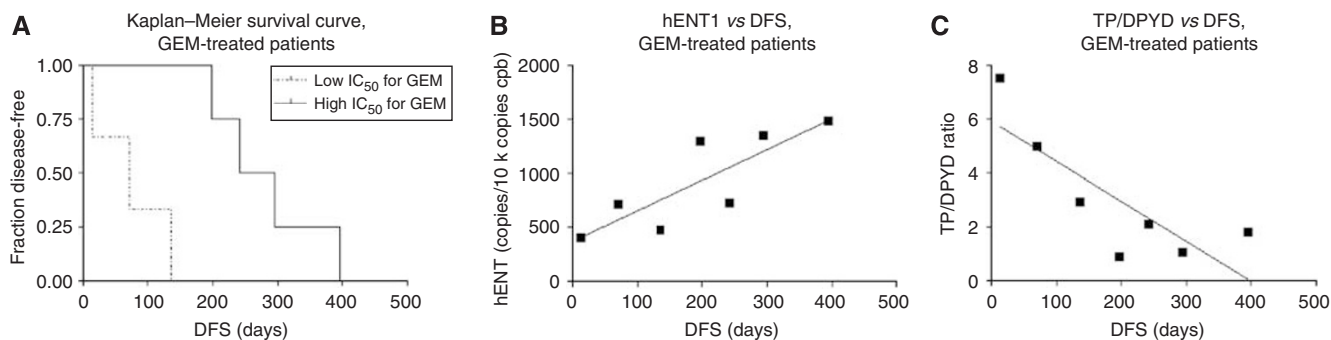 A
Kaplan–Meier survival curve,
GEM-treated patients
Fraction disease-free
1.00
0.75
0.50
0.25
0.00
Low IC50 for GEM
High IC50 for GEM
0
100
200
300
400
500
DFS (days)
B
hENT1 vs DFS,
GEM-treated patients
hENT (copies/10 k copies cpb)
2000
1500
1000
500
0
0
100
200
300
400
500
DFS (days)
C
TP/DPYD vs DFS,
GEM-treated patients
TP/DPYD ratio
8
6
4
2
0
0
100
200
300
400
500
DFS (days)